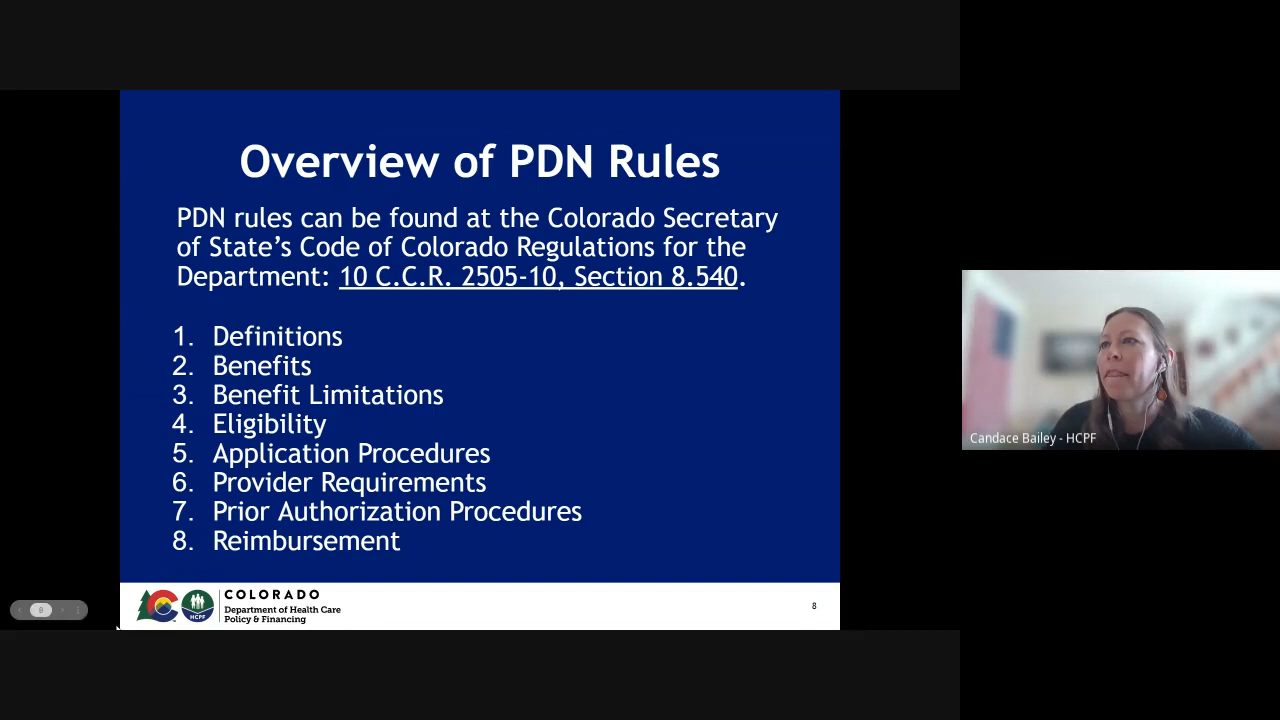 Overview of PDN Rules
PDN rules can be found at the Colorado Secretary
of State’s Code of Colorado Regulations for the
Department: 10 C.C.R. 2505-10, Section 8.540.
1. Definitions
2. Benefits
3. Benefit Limitations
4. Eligibility
5. Application Procedures
6. Provider Requirements
7. Prior Authorization Procedures
8. Reimbursement
HCPF
COLORADO
Department of Health Care
Policy & Financing
8
8
Candace Bailey - HCPF